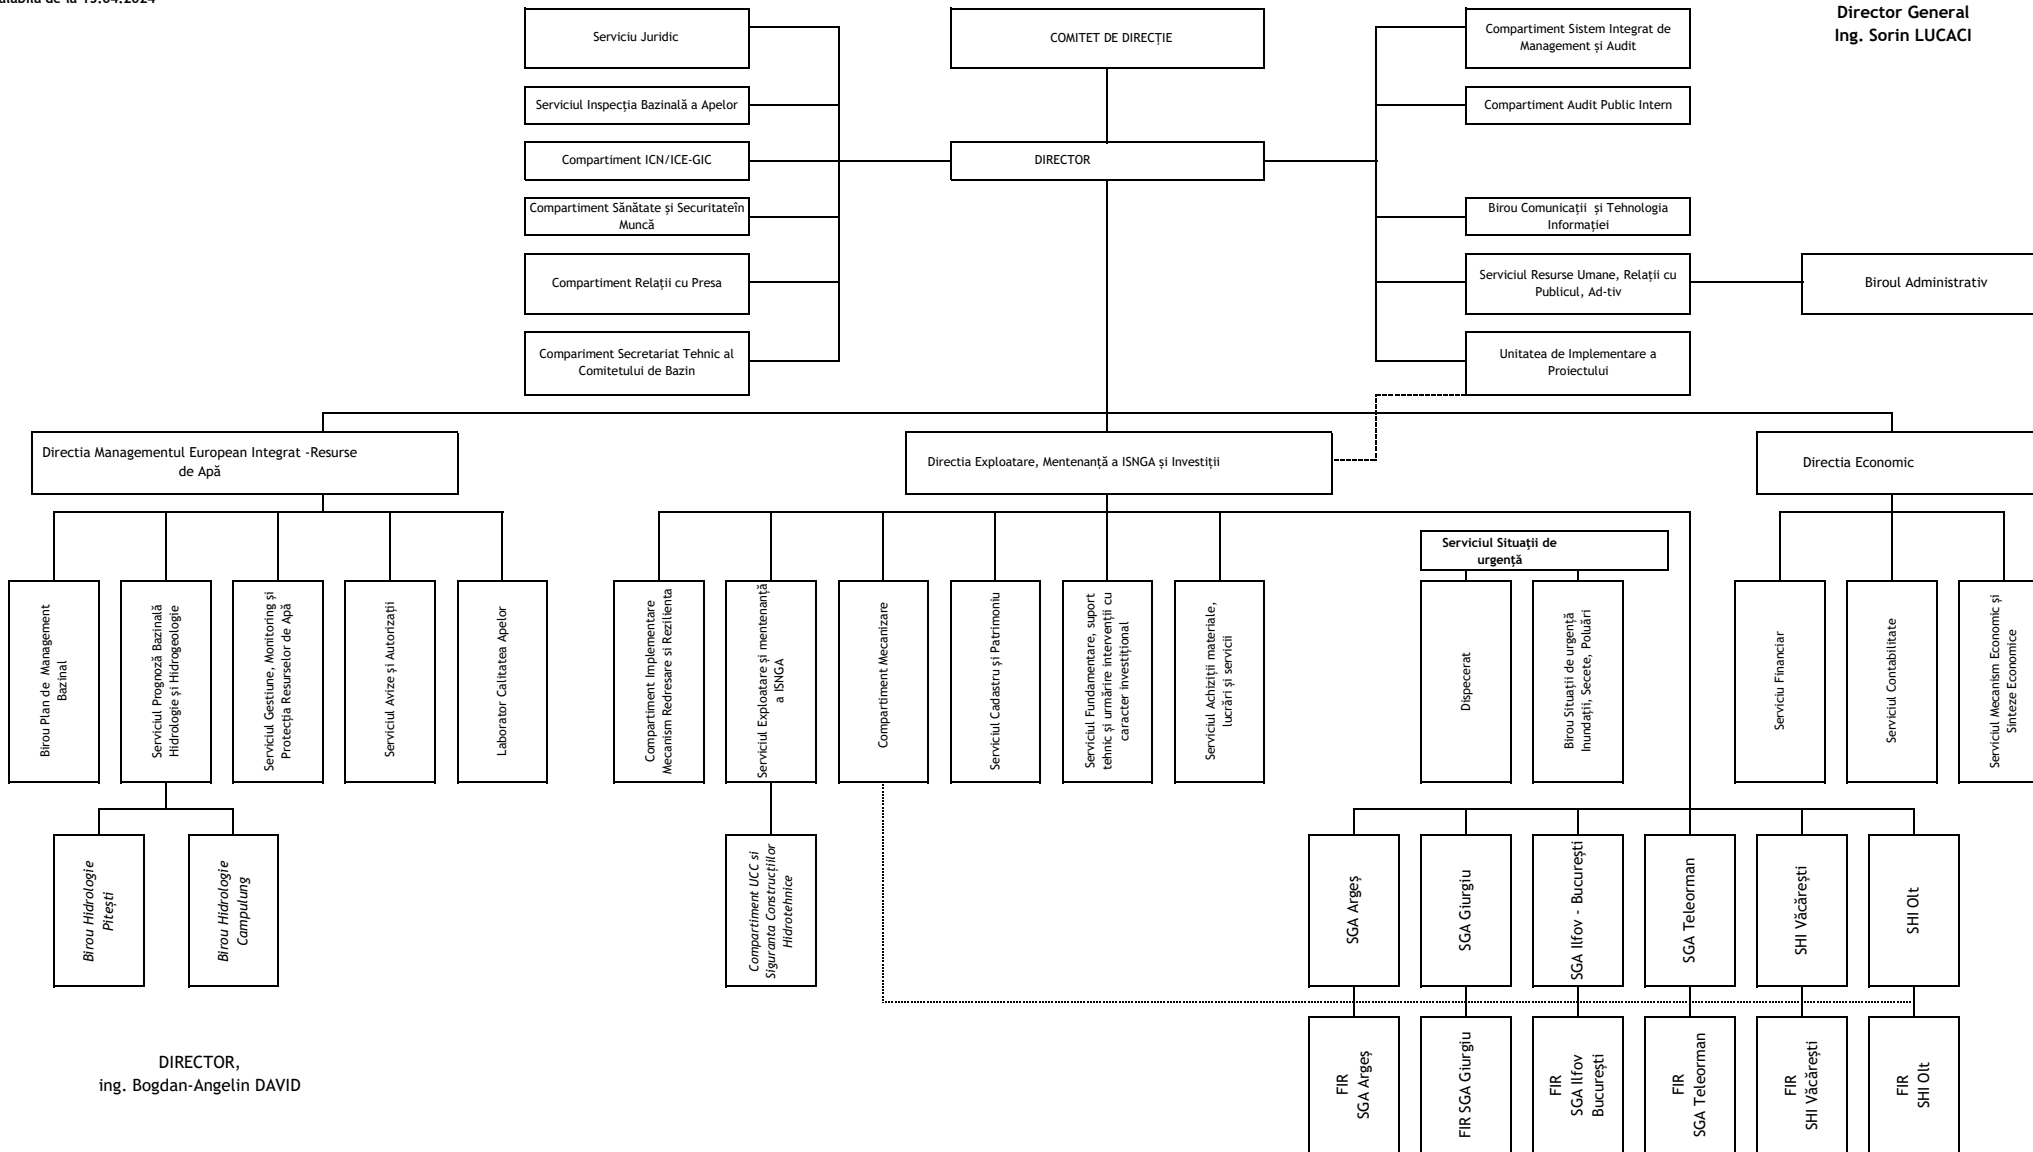 de la 15.04.2024
Director General
Ing. Sorin LUCACI
Serviciu Juridic
COMITET DE DIRECȚIE
Compartiment Sistem Integrat de
Management și Audit
Serviciul Inspecția Bazinală a Apelor
Compartiment Audit Public Intern
Compartiment ICN/ICE-GIC
DIRECTOR
Compartiment Sănătate și Securitateîn
Muncă
Birou Comunicații și Tehnologia
Informației
Compartiment Relații cu Presa
Serviciul Resurse Umane, Relații cu
Publicul, Ad-tiv
Biroul Administrativ
Compariment Secretariat Tehnic al
Comitetului de Bazin
Unitatea de Implementare a
Proiectului
Directia Managementul European Integrat -Resurse
de Apă
Directia Exploatare, Mentenanță a ISNGA și Investiții
Directia Economic
Birou Plan de Management
Bazinal
Serviciul Prognoză Bazinală
Hidrologie și Hidrogeologie
Serviciul Gestiune, Monitoring și
Protecția Resurselor de Apă
Serviciul Avize și Autorizații
Laborator Calitatea Apelor
Compartiment Implementare
Mecanism Redresare si Rezilienta
Serviciul Exploatare și mentenanță
a ISNGA
Compartiment Mecanizare
Serviciul Cadastru și Patrimoniu
Serviciul Fundamentare, suport
tehnic și urmărire intervenții cu
caracter investițional
Serviciul Achiziții materiale,
lucrări și servicii
Serviciul Situații de
urgență
Dispecerat
Birou Situații de urgență
Inundații, Secete, Poluări
Serviciu Financiar
Serviciul Contabilitate
Serviciul Mecanism Economic și
Sinteze Economice
Birou Hidrologie
Pitești
Birou Hidrologie
Campulung
Compartiment UCC si
Siguranta Construcțiilor
Hidrotehnice
SGA Argeș
SGA Giurgiu
SGA Ilfov - București
SGA Teleorman
SHI Văcărești
SHI Olt
FIR
SGA Argeș
FIR SGA Giurgiu
FIR
SGA Ilfov
București
FIR
SGA Teleorman
FIR
SHI Văcărești
FIR
SHI Olt
DIRECTOR,
ing. Bogdan-Angelin DAVID